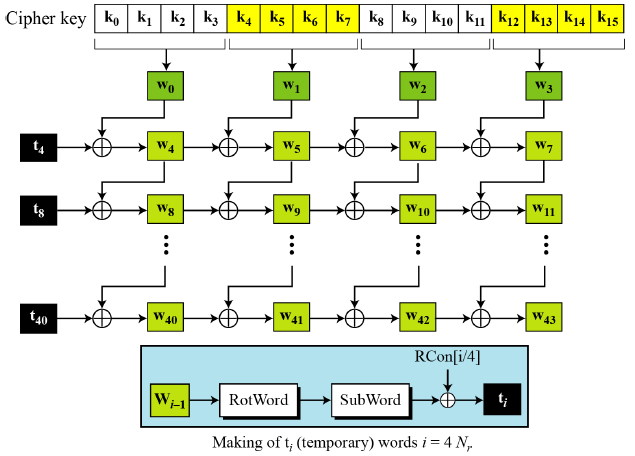 Cipher key k₀ k₁ k₂ k₃ k₄ k₅ k₆ k₇ k₈ k₉ k₁₀ k₁₁ k₁₂ k₁₃ k₁₄ k₁₅
w₀ w₁ w₂ w₃
t₄ w₄ w₅ w₆ w₇
t₈ w₈ w₉ w₁₀ w₁₁
t₄₀ w₄₀ w₄₁ w₄₂ w₄₃
RCon[i/4]
Wᵢ₋₁ RotWord SubWord tᵢ
Making of tᵢ (temporary) words i = 4 Nᵣ